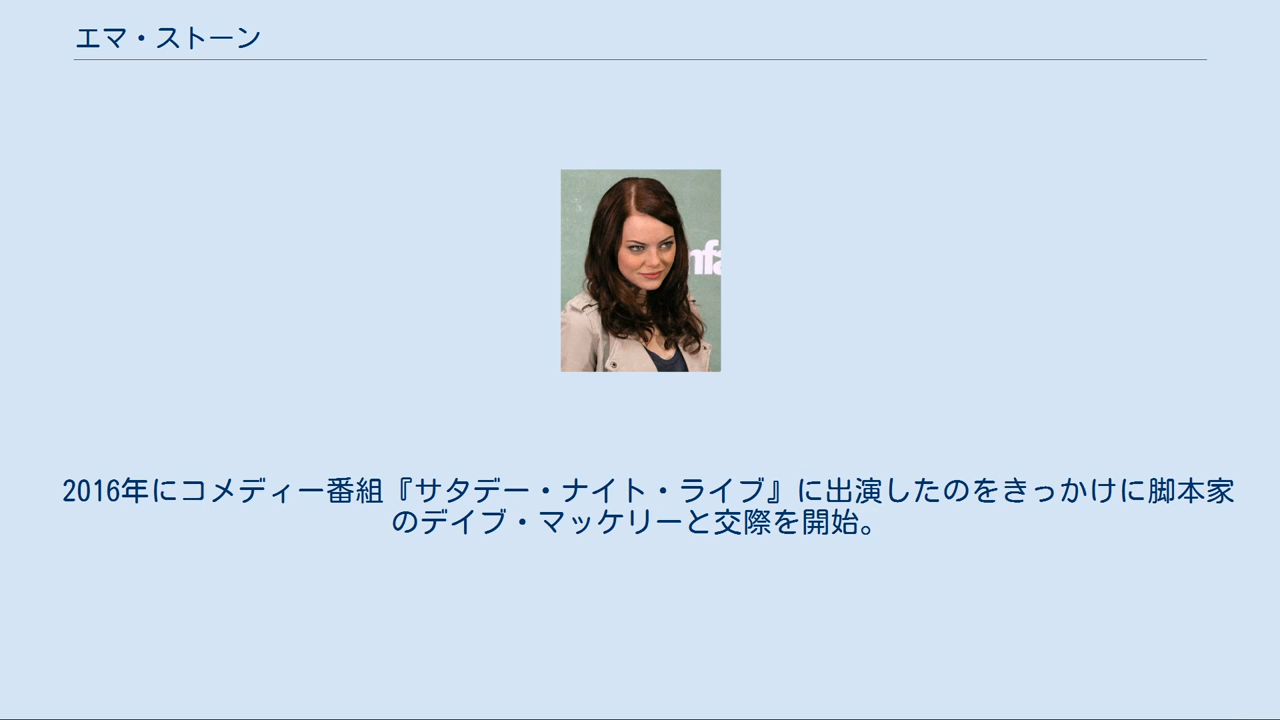 エマ・ストーン
nfa
2016年にコメディー番組『サタデー・ナイト・ライブ』に出演したのをきっかけに脚本家
のデイブ・マッケリーと交際を開始。